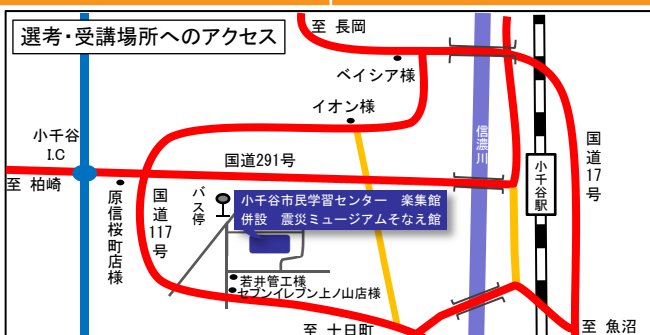 選考・受講場所へのアクセス
至 長岡
ベイシア様
イオン様
小千谷
I.C
信濃川
国道17号
国道291号
小千谷駅
至 柏崎
原信桜町店様
国道117号
バス停
小千谷市民学習センター 楽集館
併設 震災ミュージアムそなえ館
若井管工様
セブンイレブン上ノ山店様
至 十日町
至 魚沼